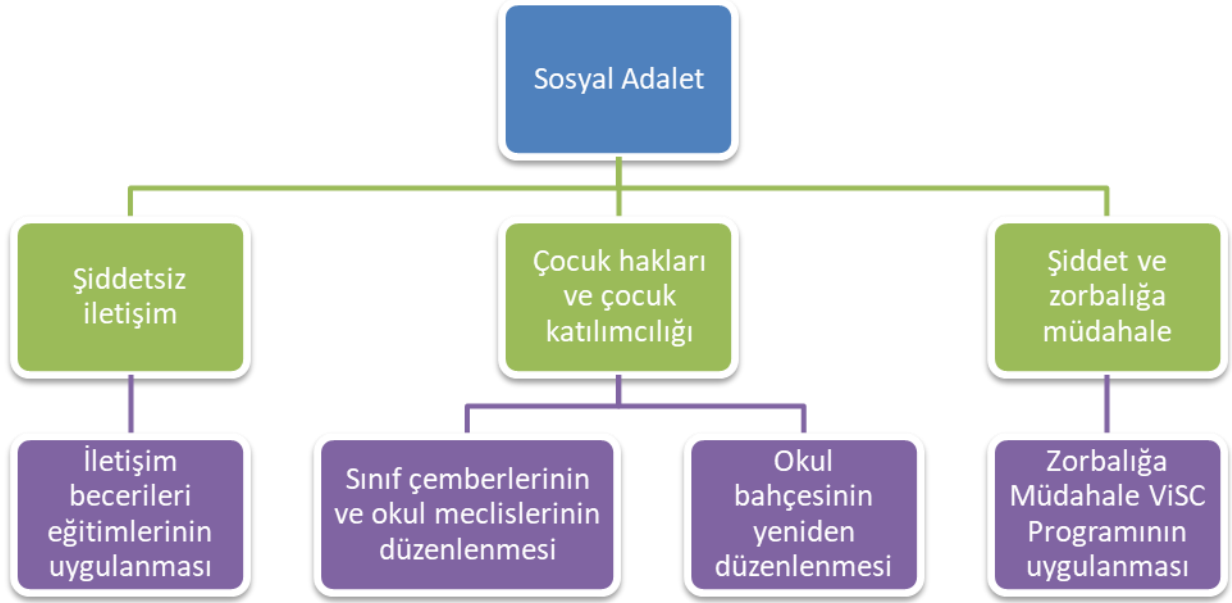 Sosyal Adalet
Şiddetsiz
iletişim
Çocuk hakları
ve çocuk
katılımcılığı
Şiddet ve
zorbalığa
müdahale
İletişim
becerileri
eğitimlerinin
uygulanması
Sınıf çemberlerinin
ve okul meclislerinin
düzenlenmesi
Okul
bahçesinin
yeniden
düzenlenmesi
Zorbalığa
Müdahale ViSC
Programının
uygulanması